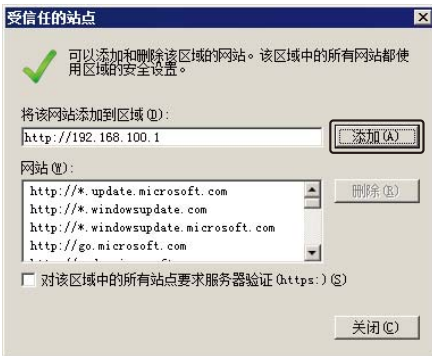 受信任的站点
可以添加和删除该区域的网站。该区域中的所有网站都使
用区域的安全设置。
将该网站添加到区域(D):
http://192.168.100.1
添加(A)
网站(W):
http://*.update.microsoft.com
http://*.windowsupdate.com
http://*.windowsupdate.microsoft.com
http://go.microsoft.com
删除(R)
对该区域中的所有站点要求服务器验证(https:)(S)
关闭(C)